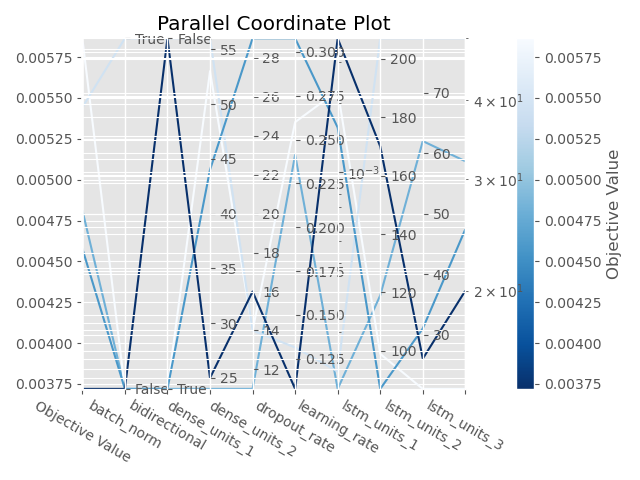 Parallel Coordinate Plot
0.00575
0.00550
0.00525
0.00500
0.00475
0.00450
0.00425
0.00400
0.00375
True
False
False
True
55
50
45
40
35
30
25
28
26
24
22
20
18
16
14
12
0.300
0.275
0.250
0.225
0.200
0.175
0.150
0.125
10⁻³
200
180
160
140
120
100
70
60
50
40
30
4 × 10¹
3 × 10¹
2 × 10¹
0.00575
0.00550
0.00525
0.00500
0.00475
0.00450
0.00425
0.00400
0.00375
Objective Value
Objective Value
batch_norm
bidirectional
dense_units_1
dense_units_2
dropout_rate
learning_rate
lstm_units_1
lstm_units_2
lstm_units_3